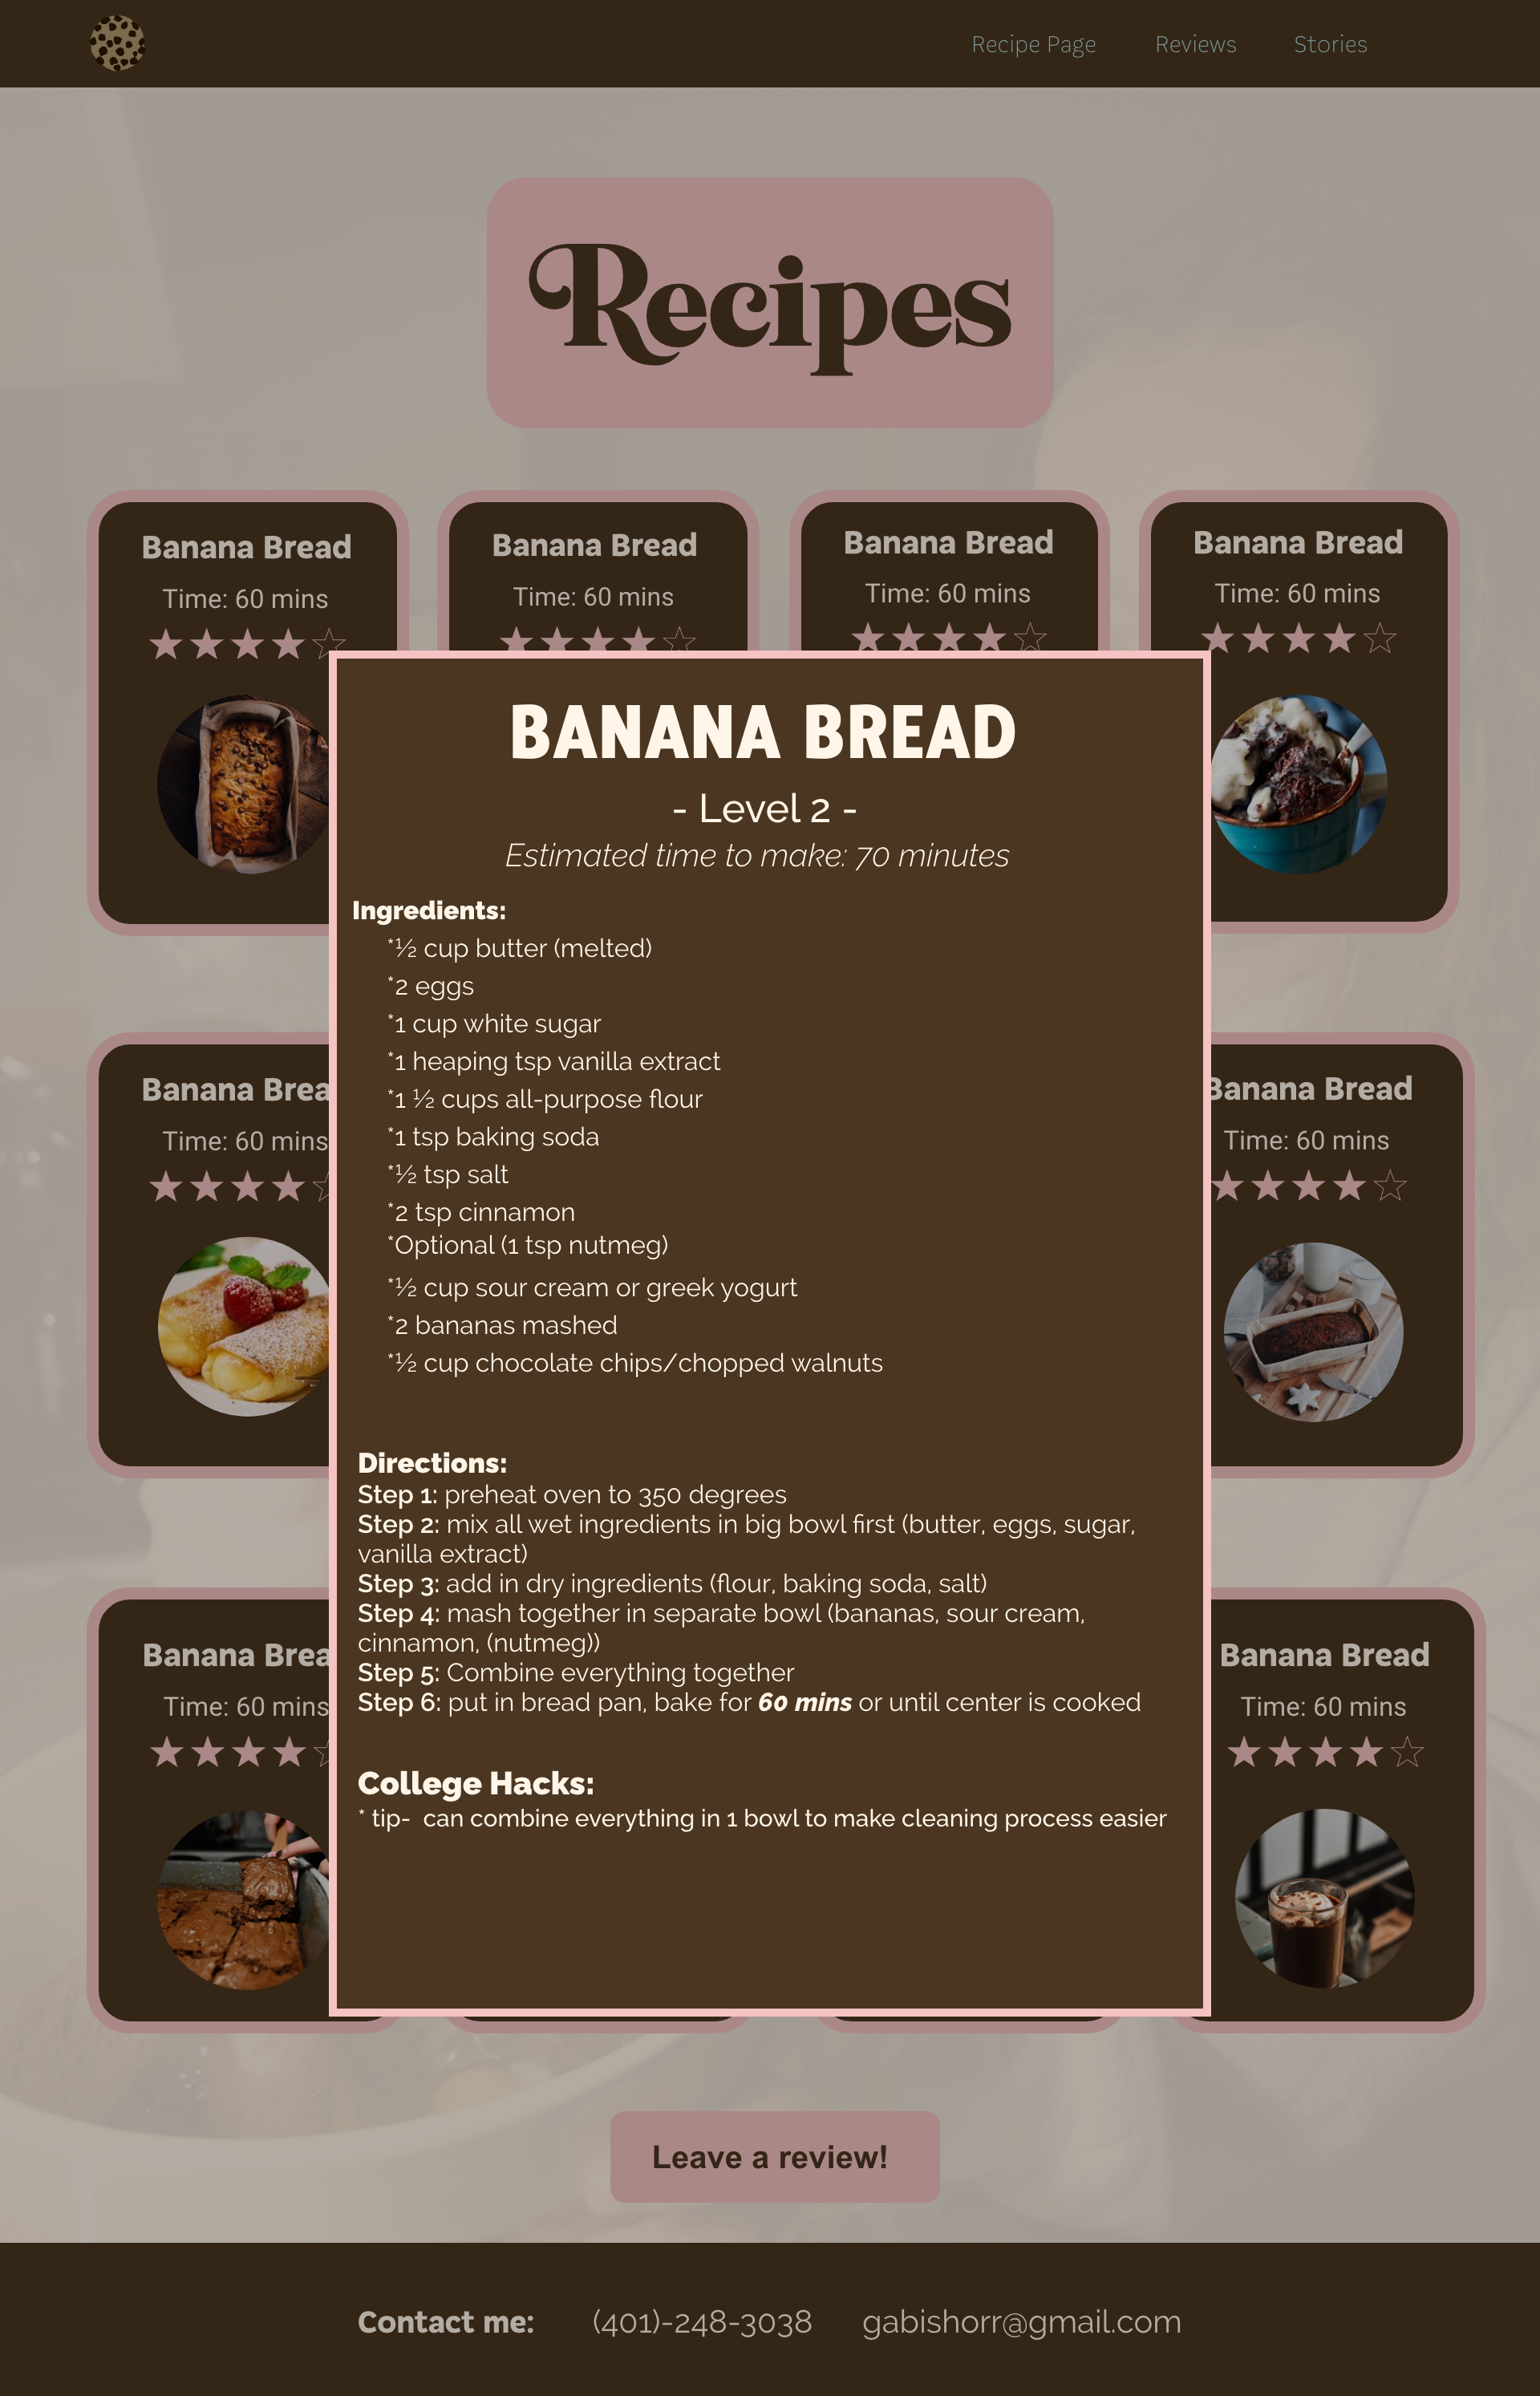 Recipe Page Reviews Stories
Recipes
Banana Bread Banana Bread Banana Bread Banana Bread
Time: 60 mins Time: 60 mins Time: 60 mins Time: 60 mins
BANANA BREAD
- Level 2 -
Estimated time to make: 70 minutes
Ingredients:
*½ cup butter (melted)
*2 eggs
*1 cup white sugar
*1 heaping tsp vanilla extract
*1 ½ cups all-purpose flour
*1 tsp baking soda
*½ tsp salt
*2 tsp cinnamon
*Optional (1 tsp nutmeg)
*½ cup sour cream or greek yogurt
*2 bananas mashed
*½ cup chocolate chips/chopped walnuts
Directions:
Step 1: preheat oven to 350 degrees
Step 2: mix all wet ingredients in big bowl first (butter, eggs, sugar,
vanilla extract)
Step 3: add in dry ingredients (flour, baking soda, salt)
Step 4: mash together in separate bowl (bananas, sour cream,
cinnamon, (nutmeg))
Step 5: Combine everything together
Step 6: put in bread pan, bake for 60 mins or until center is cooked
College Hacks:
* tip- can combine everything in 1 bowl to make cleaning process easier
Banana Brea Banana Bread
Time: 60 mins Time: 60 mins
Banana Brea Banana Bread
Time: 60 mins Time: 60 mins
Leave a review!
Contact me: (401)-248-3038 gabishorr@gmail.com